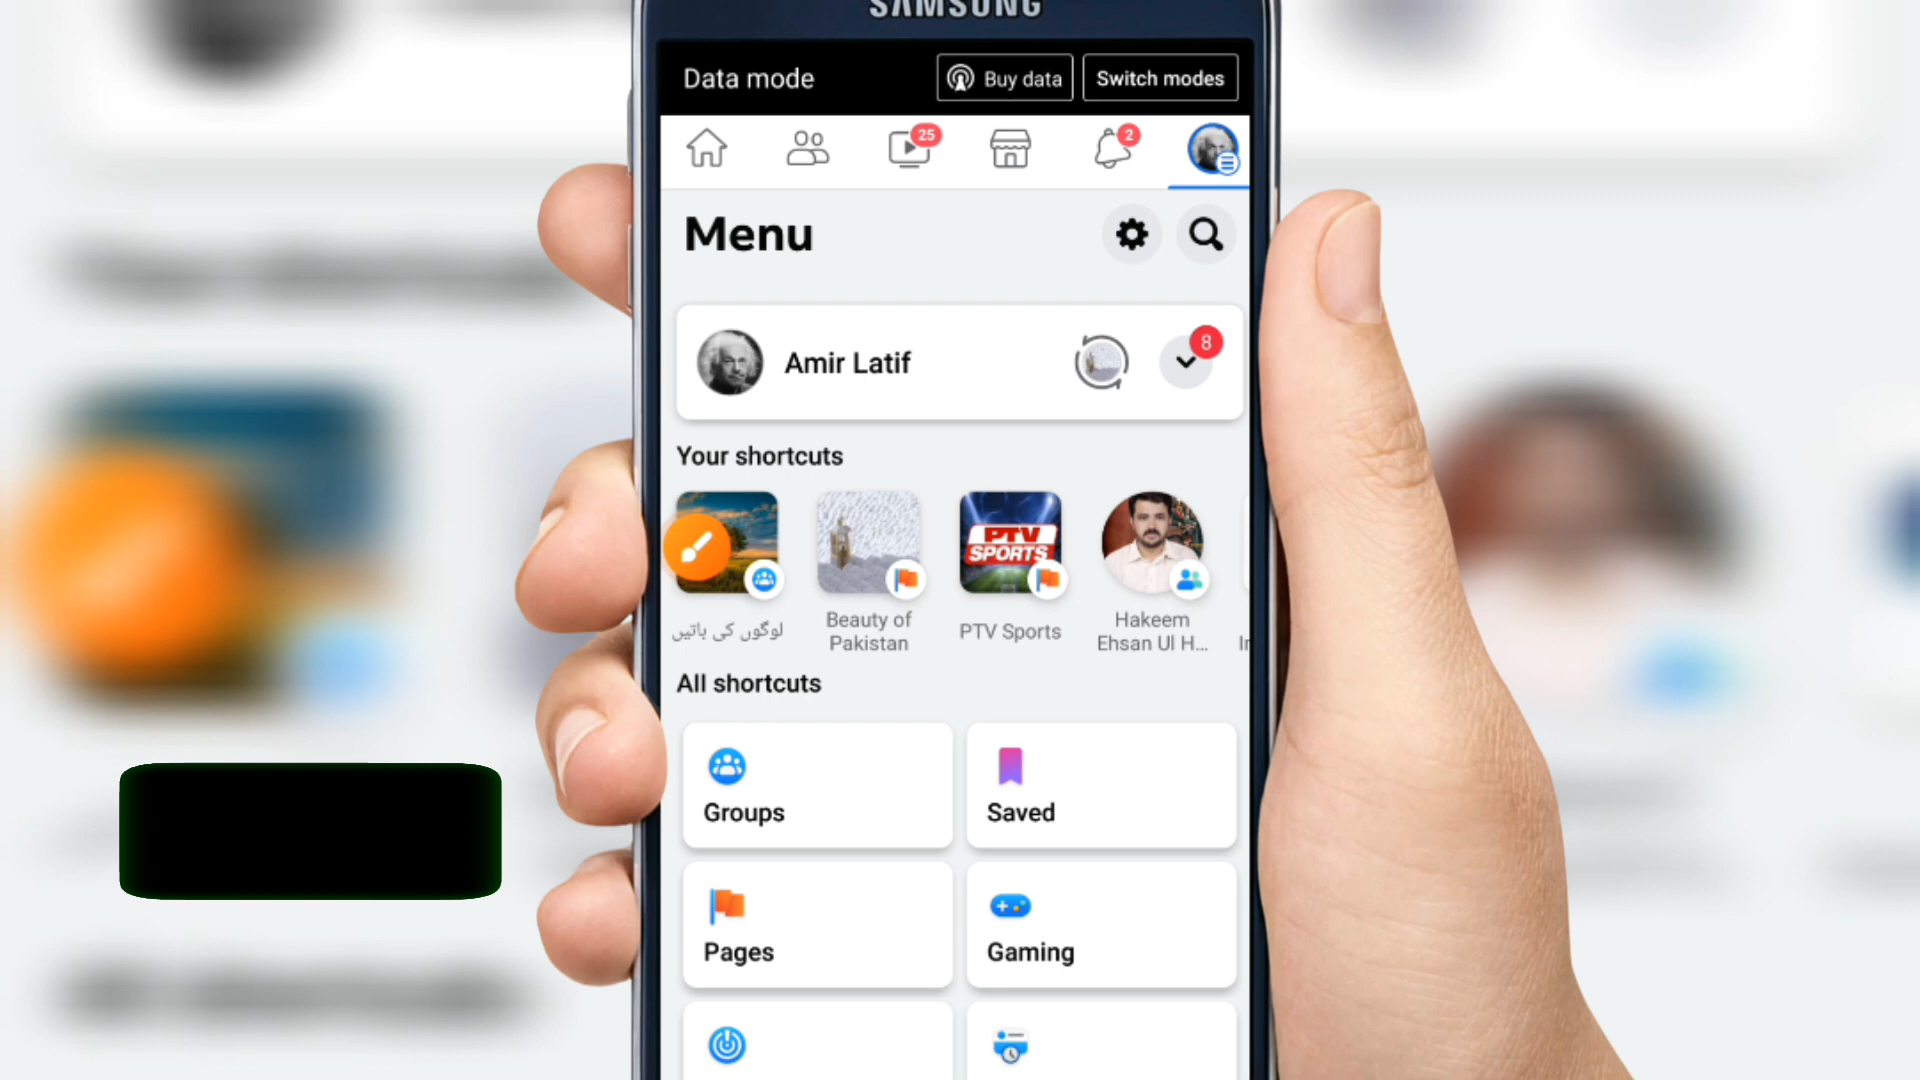 SAMSUNG
Data mode
Buy data
Switch modes
25
2
Menu
Amir Latif
8
Your shortcuts
PTV
SPORTS
لوگوں کی باتیں
Beauty of
Pakistan
PTV Sports
Hakeem
Ehsan Ul H...
All shortcuts
Groups
Saved
Pages
Gaming